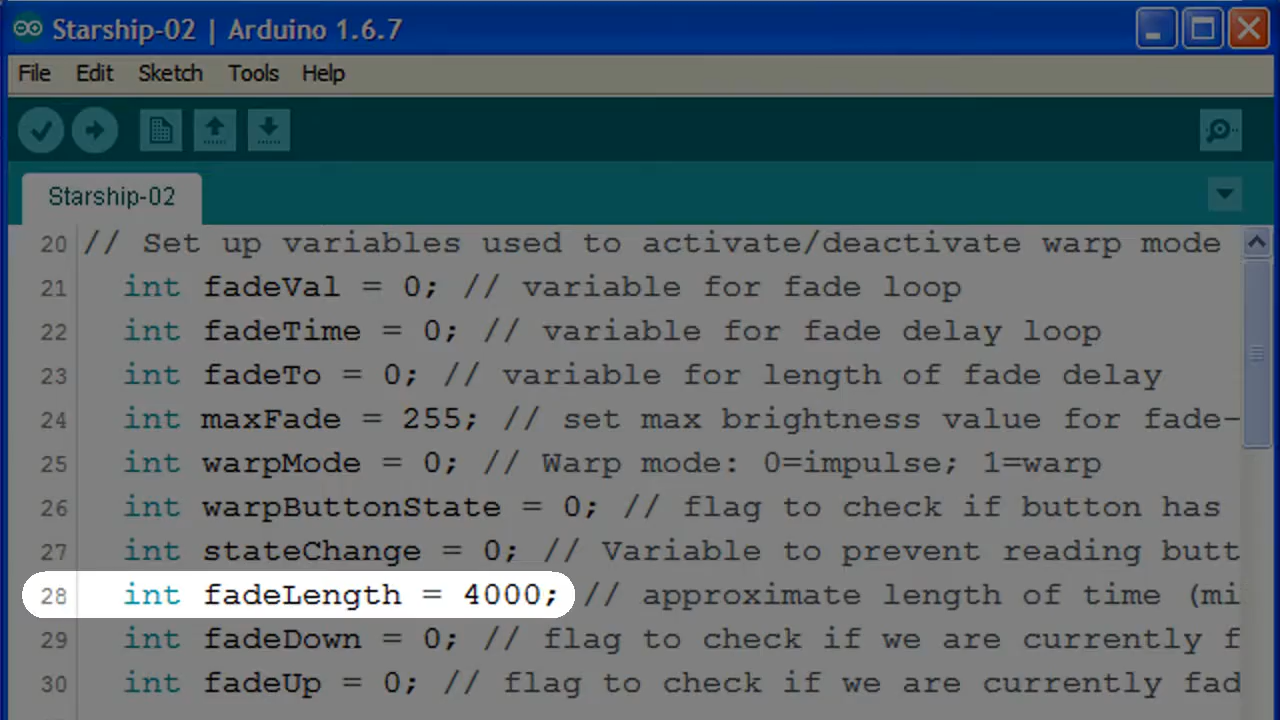 Starship-02 | Arduino 1.6.7
File Edit Sketch Tools Help
Starship-02
20 // Set up variables used to activate/deactivate warp mode
21 int fadeVal = 0; // variable for fade loop
22 int fadeTime = 0; // variable for fade delay loop
23 int fadeTo = 0; // variable for length of fade delay
24 int maxFade = 255; // set max brightness value for fade-
25 int warpMode = 0; // Warp mode: 0=impulse; 1=warp
26 int warpButtonState = 0; // flag to check if button has
27 int stateChange = 0; // Variable to prevent reading butt
28 int fadeLength = 4000; // approximate length of time (mi
29 int fadeDown = 0; // flag to check if we are currently f
30 int fadeUp = 0; // flag to check if we are currently fad